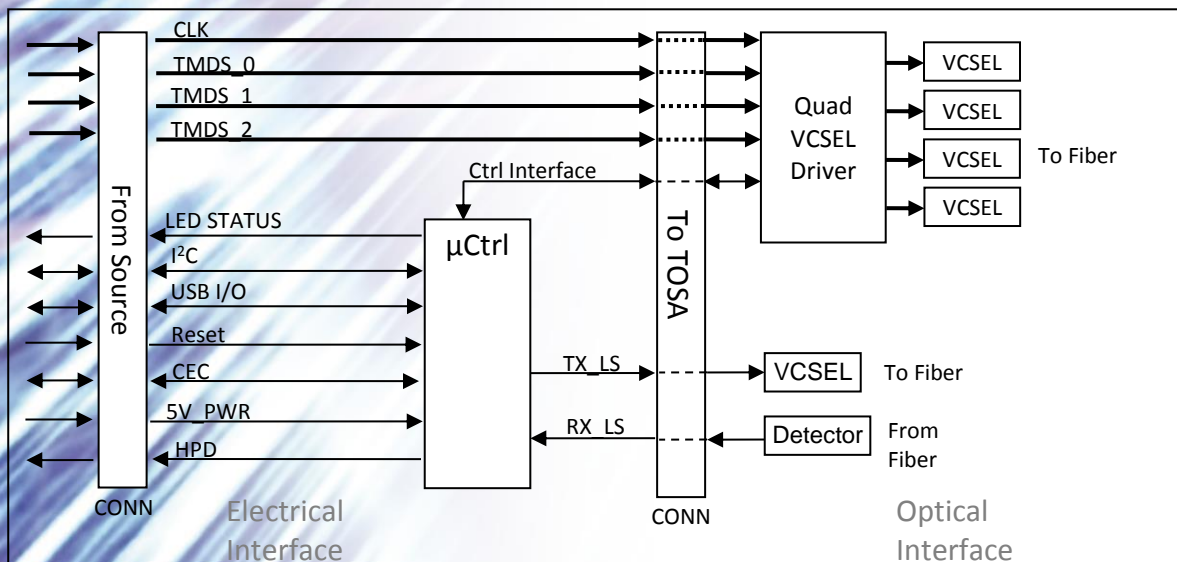 CLK
TMDS_0
TMDS_1
TMDS_2
Ctrl Interface
From Source
LED STATUS
I²C
USB I/O
Reset
CEC
5V_PWR
HPD
CONN
µCtrl
TX_LS
RX_LS
To TOSA
CONN
Quad
VCSEL
Driver
VCSEL
VCSEL
VCSEL
VCSEL
To Fiber
VCSEL
To Fiber
Detector
From
Fiber
Electrical
Interface
Optical
Interface